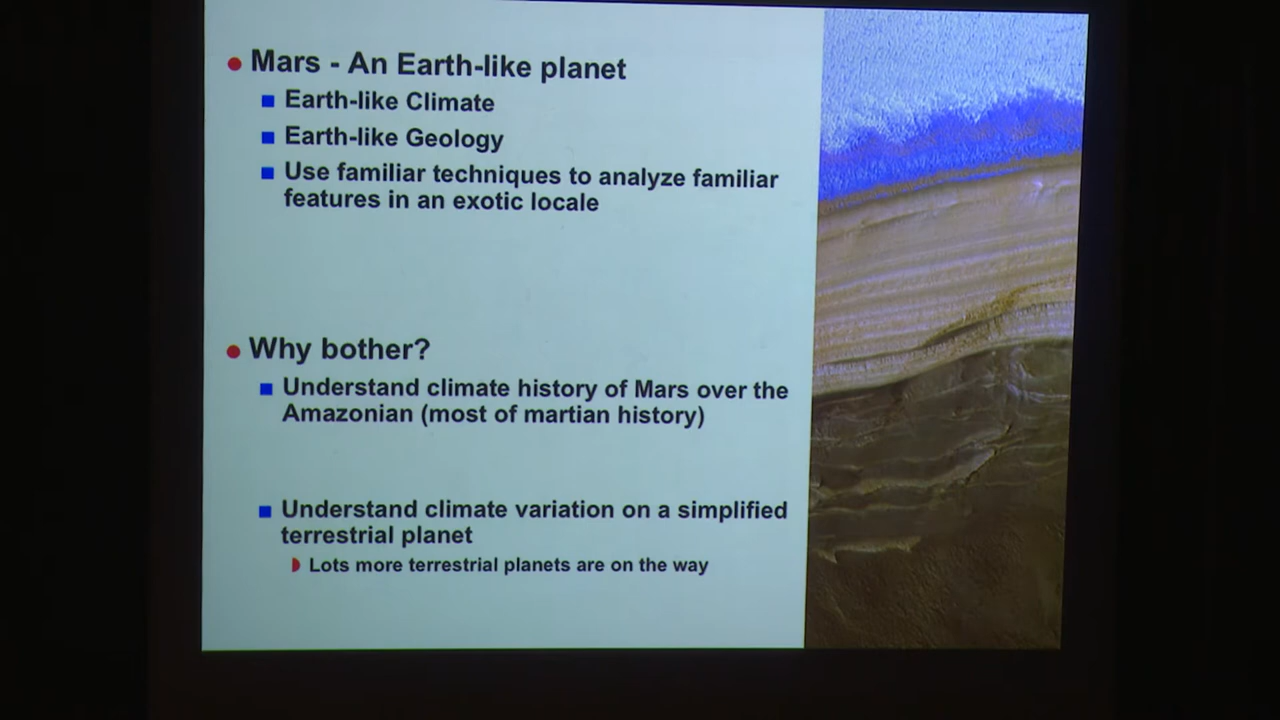 Mars - An Earth-like planet
Earth-like Climate
Earth-like Geology
Use familiar techniques to analyze familiar
features in an exotic locale
Why bother?
Understand climate history of Mars over the
Amazonian (most of martian history)
Understand climate variation on a simplified
terrestrial planet
Lots more terrestrial planets are on the way